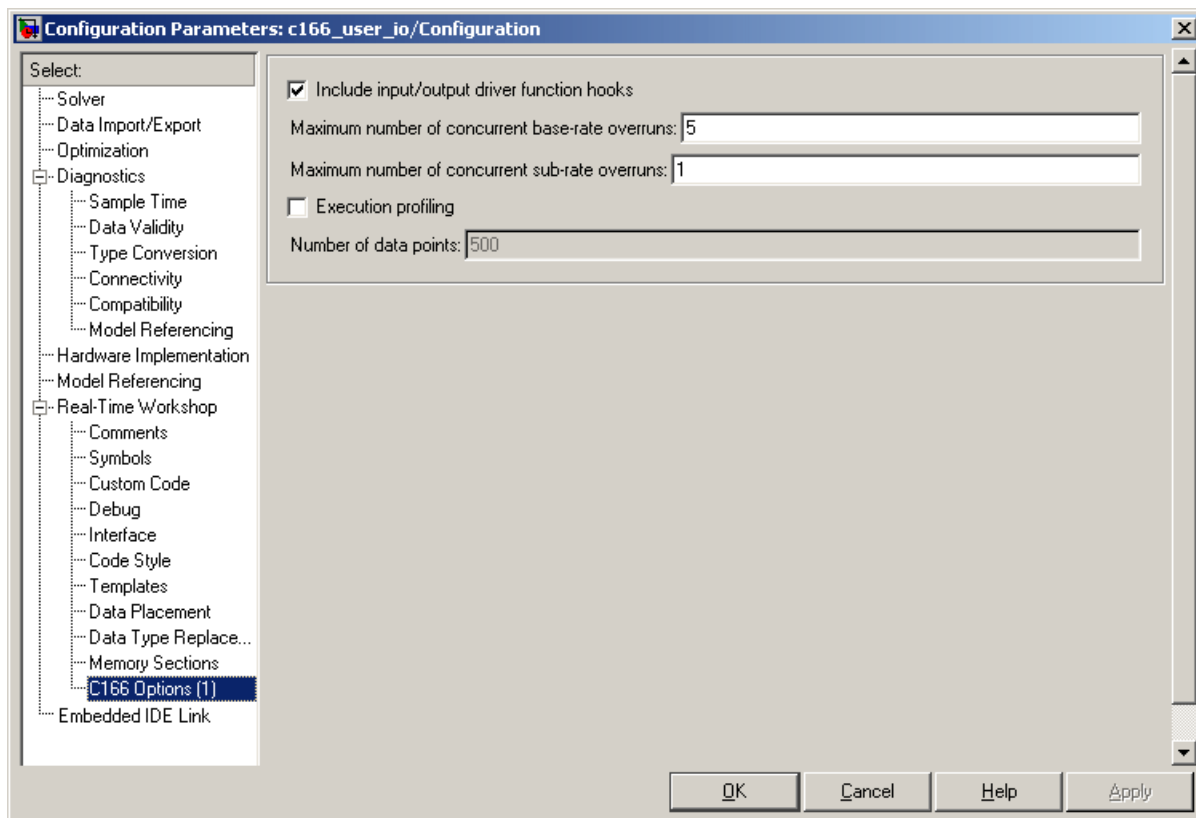 Configuration Parameters: c166_user_io/Configuration
Select:
Solver
Data Import/Export
Optimization
Diagnostics
Sample Time
Data Validity
Type Conversion
Connectivity
Compatibility
Model Referencing
Hardware Implementation
Model Referencing
Real-Time Workshop
Comments
Symbols
Custom Code
Debug
Interface
Code Style
Templates
Data Placement
Data Type Replace...
Memory Sections
C166 Options (1)
Embedded IDE Link
Include input/output driver function hooks
Maximum number of concurrent base-rate overruns: 5
Maximum number of concurrent sub-rate overruns: 1
Execution profiling
Number of data points: 500
OK Cancel Help Apply